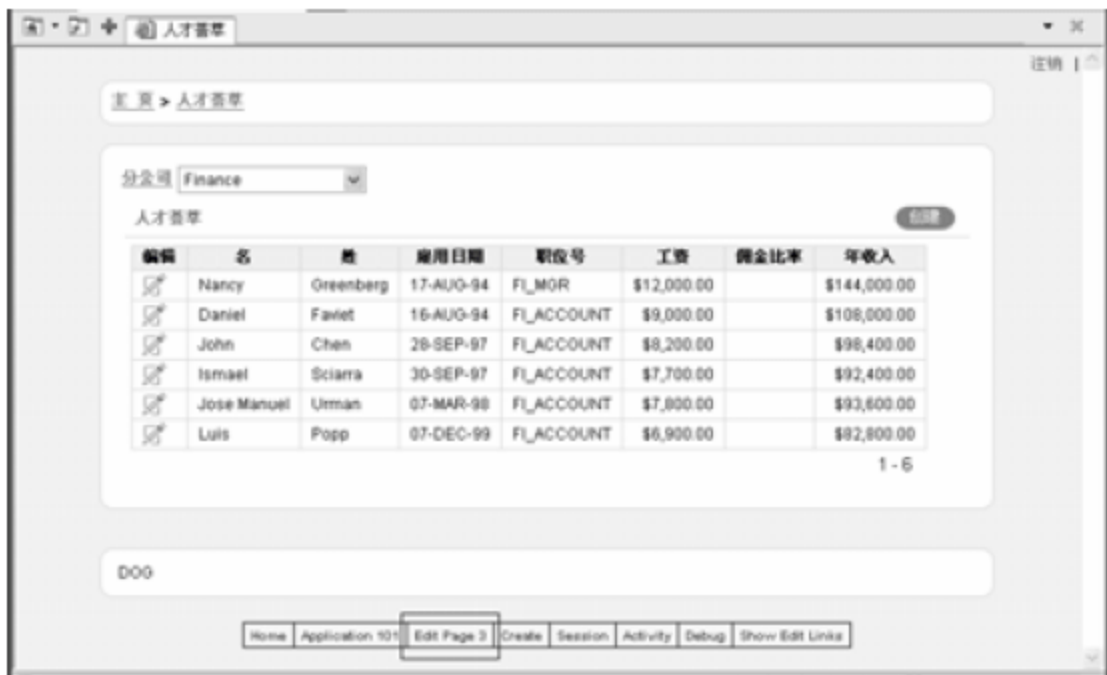 人才荟萃
注销 |
主 页 > 人才荟萃
分公司 Finance
人才荟萃 创建
编辑 名 姓 雇用日期 职位号 工资 佣金比率 年收入
Nancy Greenberg 17-AUG-94 FI_MGR $12,000.00 $144,000.00
Daniel Faviet 16-AUG-94 FI_ACCOUNT $9,000.00 $108,000.00
John Chen 28-SEP-97 FI_ACCOUNT $8,200.00 $98,400.00
Ismael Sciarra 30-SEP-97 FI_ACCOUNT $7,700.00 $92,400.00
Jose Manuel Urman 07-MAR-98 FI_ACCOUNT $7,800.00 $93,600.00
Luis Popp 07-DEC-99 FI_ACCOUNT $6,900.00 $82,800.00
1 - 6
DOG
Home Application 101 Edit Page 3 Create Session Activity Debug Show Edit Links